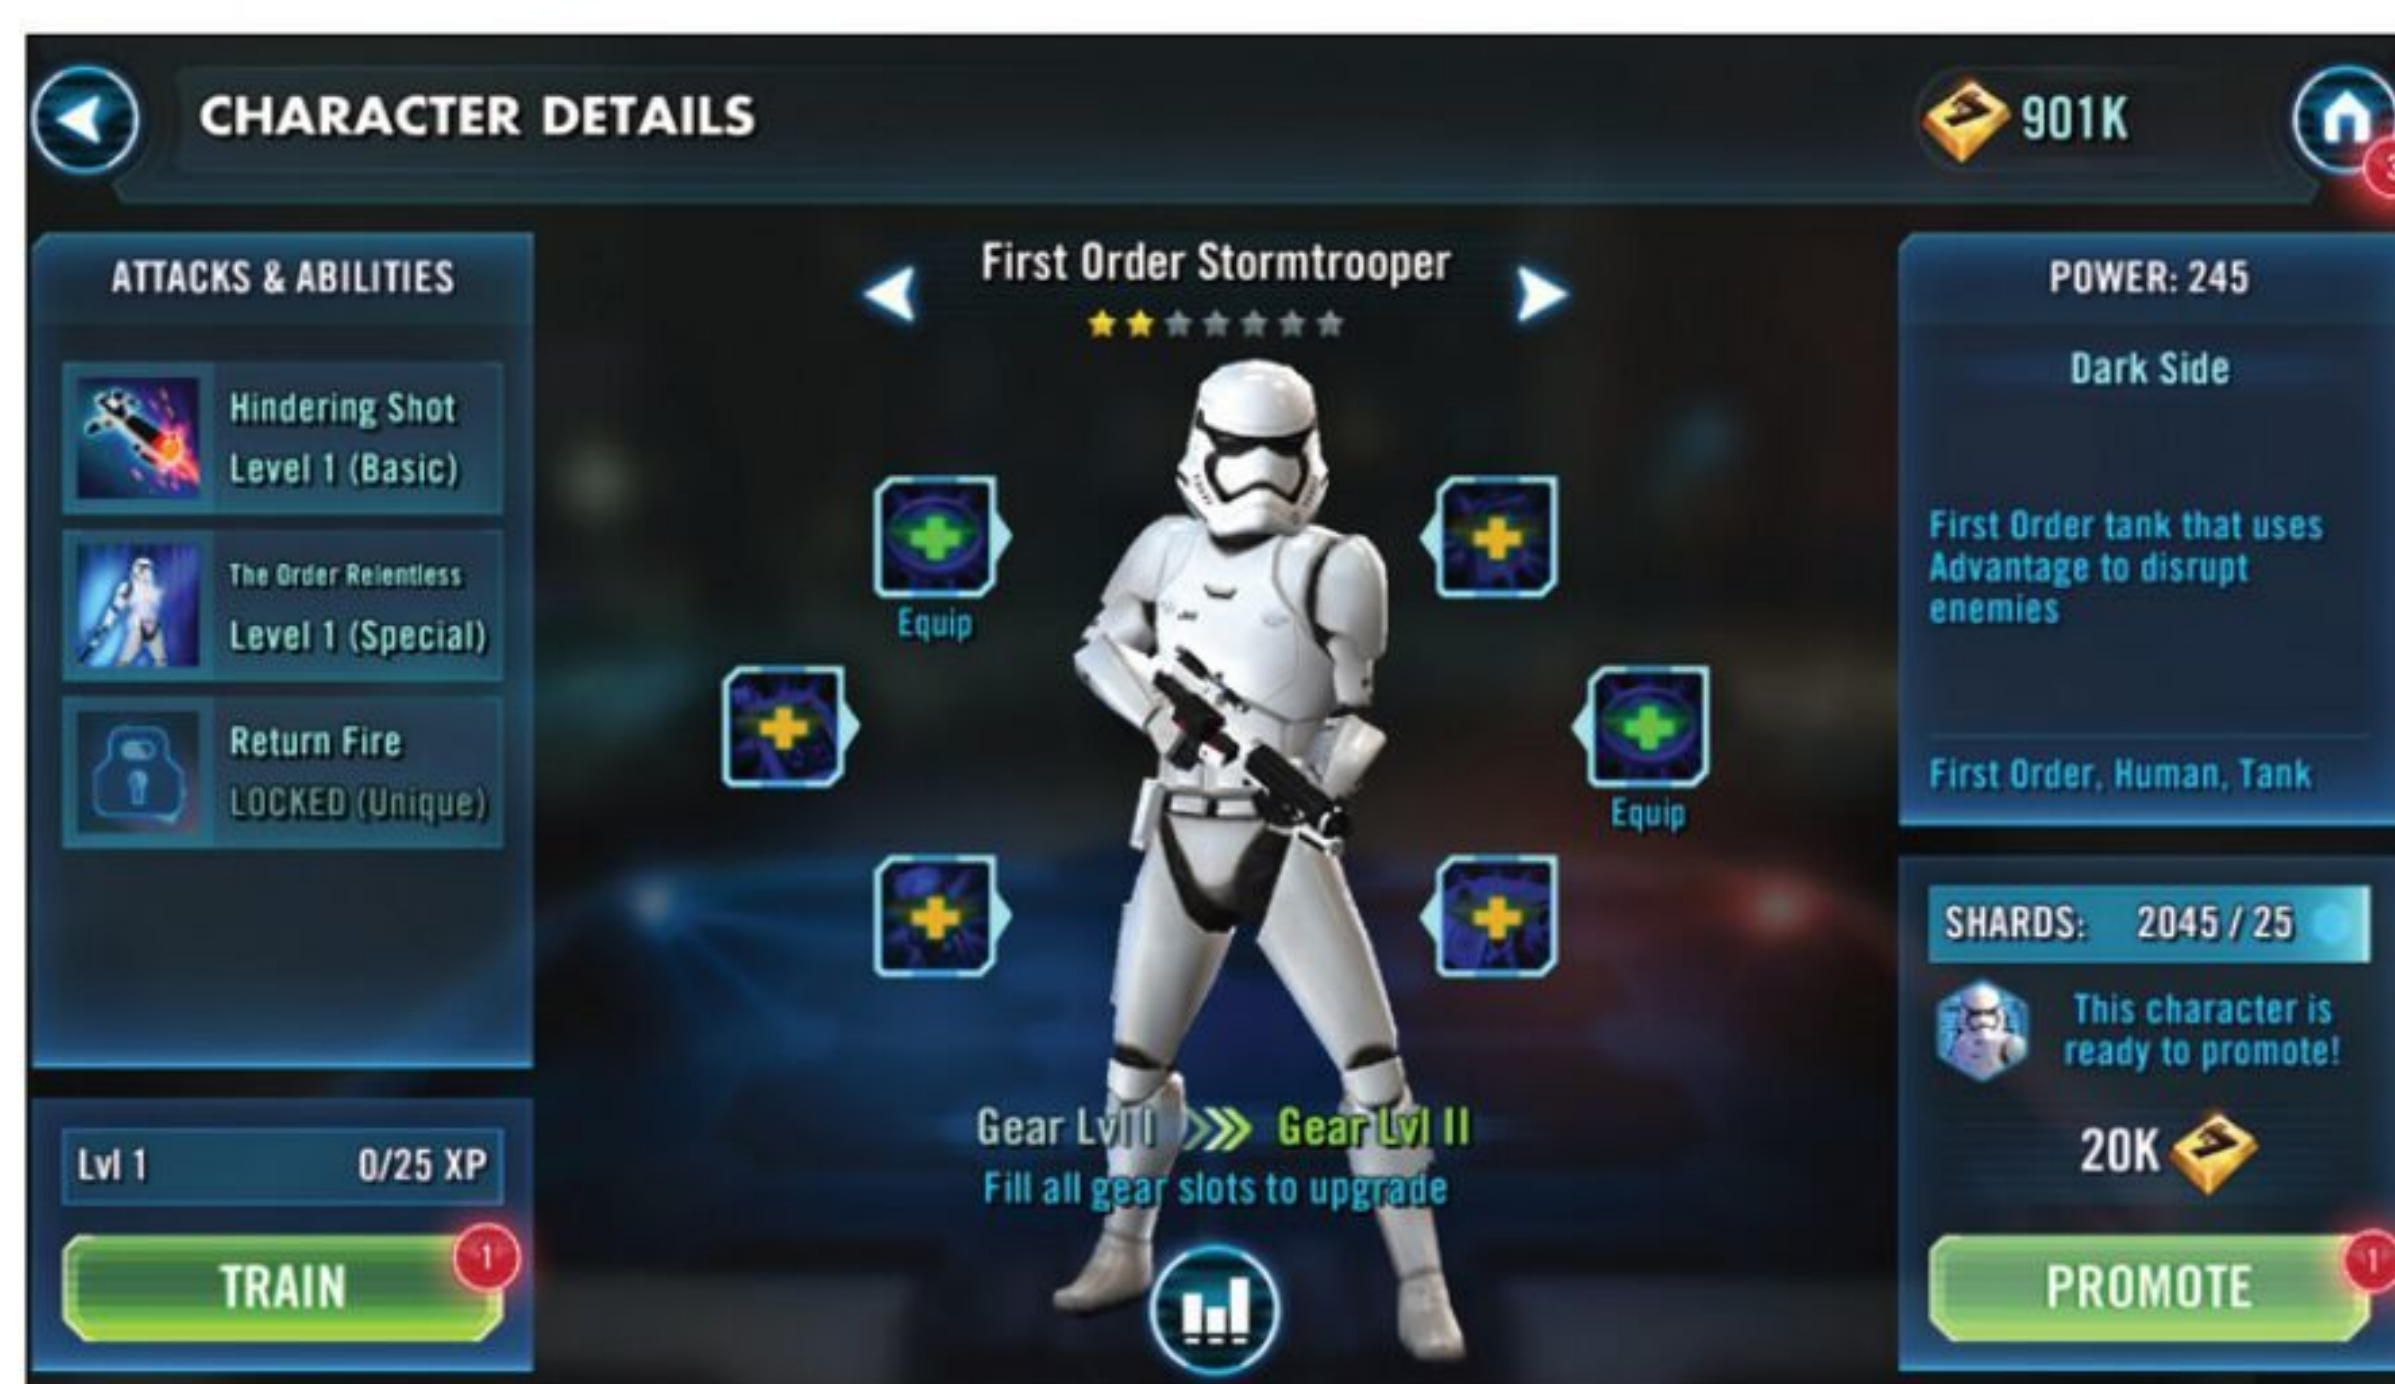 CHARACTER DETAILS
901K
3
ATTACKS & ABILITIES
Hindering Shot
Level 1 (Basic)
The Order Relentless
Level 1 (Special)
Return Fire
LOCKED (Unique)
Lvl 1 0/25 XP
TRAIN
1
First Order Stormtrooper
Equip
Equip
Gear Lvl I Gear Lvl II
Fill all gear slots to upgrade
POWER: 245
Dark Side
First Order tank that uses
Advantage to disrupt
enemies
First Order, Human, Tank
SHARDS: 2045 / 25
This character is
ready to promote!
20K
PROMOTE
1